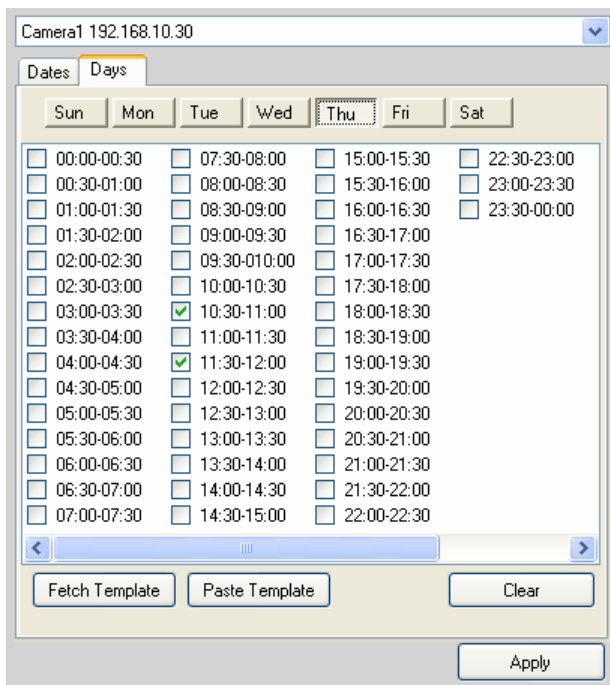 Camera1 192.168.10.30
Dates Days
Sun Mon Tue Wed Thu Fri Sat
00:00-00:30 07:30-08:00 15:00-15:30 22:30-23:00
00:30-01:00 08:00-08:30 15:30-16:00 23:00-23:30
01:00-01:30 08:30-09:00 16:00-16:30 23:30-00:00
01:30-02:00 09:00-09:30 16:30-17:00
02:00-02:30 09:30-010:00 17:00-17:30
02:30-03:00 10:00-10:30 17:30-18:00
03:00-03:30 10:30-11:00 18:00-18:30
03:30-04:00 11:00-11:30 18:30-19:00
04:00-04:30 11:30-12:00 19:00-19:30
04:30-05:00 12:00-12:30 19:30-20:00
05:00-05:30 12:30-13:00 20:00-20:30
05:30-06:00 13:00-13:30 20:30-21:00
06:00-06:30 13:30-14:00 21:00-21:30
06:30-07:00 14:00-14:30 21:30-22:00
07:00-07:30 14:30-15:00 22:00-22:30
Fetch Template Paste Template Clear
Apply